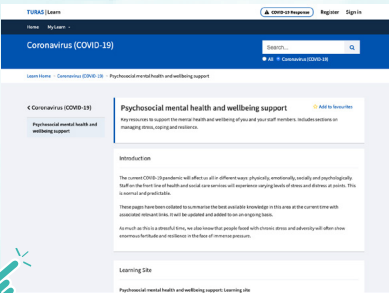 TURAS | Learn
COVID-19 Response Register Sign in
Home My Learn
Coronavirus (COVID-19)
Search...
All Coronavirus (COVID-19)
Learn Home Coronavirus (COVID-19) Psychosocial mental health and wellbeing support
Coronavirus (COVID-19)
Psychosocial mental health and
wellbeing support
Psychosocial mental health and wellbeing support
Add to favourites
Key resources to support the mental health and wellbeing of you and your staff members. Includes sections on
managing stress, coping and resilience.
Introduction
The current COVID-19 pandemic will effect us all in different ways: physically, emotionally, socially and psychologically.
Staff on the front line of health and social care services will experience varying levels of stress and distress at points. This
is normal and predictable.
These pages have been collated to summarise the best available knowledge in this area at the current time with
associated relevant links. It will be updated and added to on an ongoing basis.
As much as this is a stressful time, we also know that people faced with chronic stress and adversity will often show
enormous fortitude and resilience in the face of immense pressure.
Learning Site
Psychosocial mental health and wellbeing support: Learning site